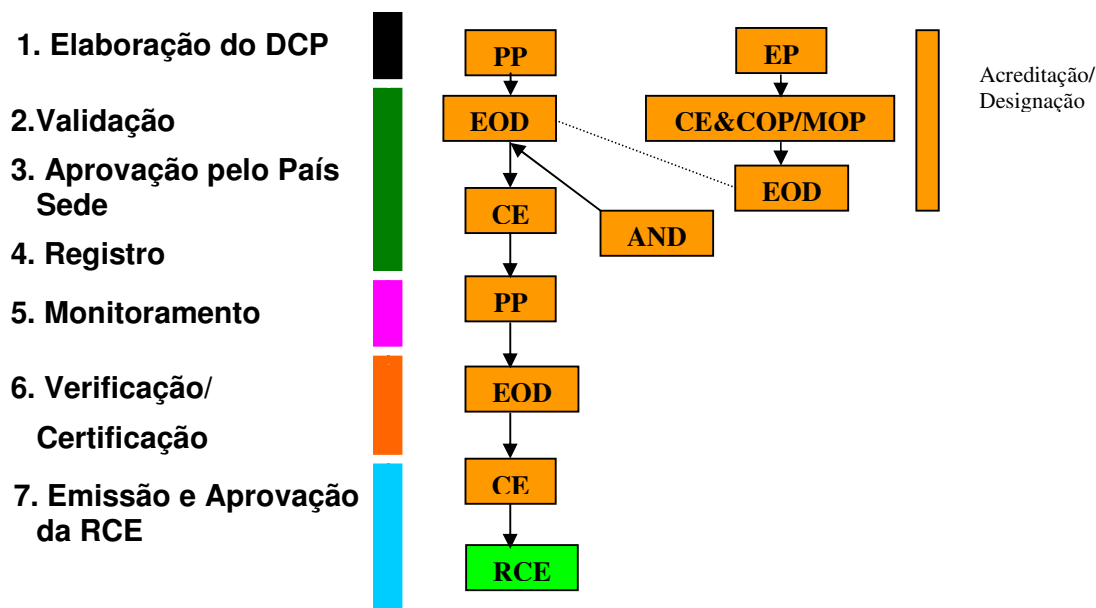 1. Elaboração do DCP
2.Validação
3. Aprovação pelo País
Sede
4. Registro
5. Monitoramento
6. Verificação/
Certificação
7. Emissão e Aprovação
da RCE
PP
EOD
CE
AND
PP
EOD
CE
RCE
EP
CE&COP/MOP
EOD
Acreditação/
Designação